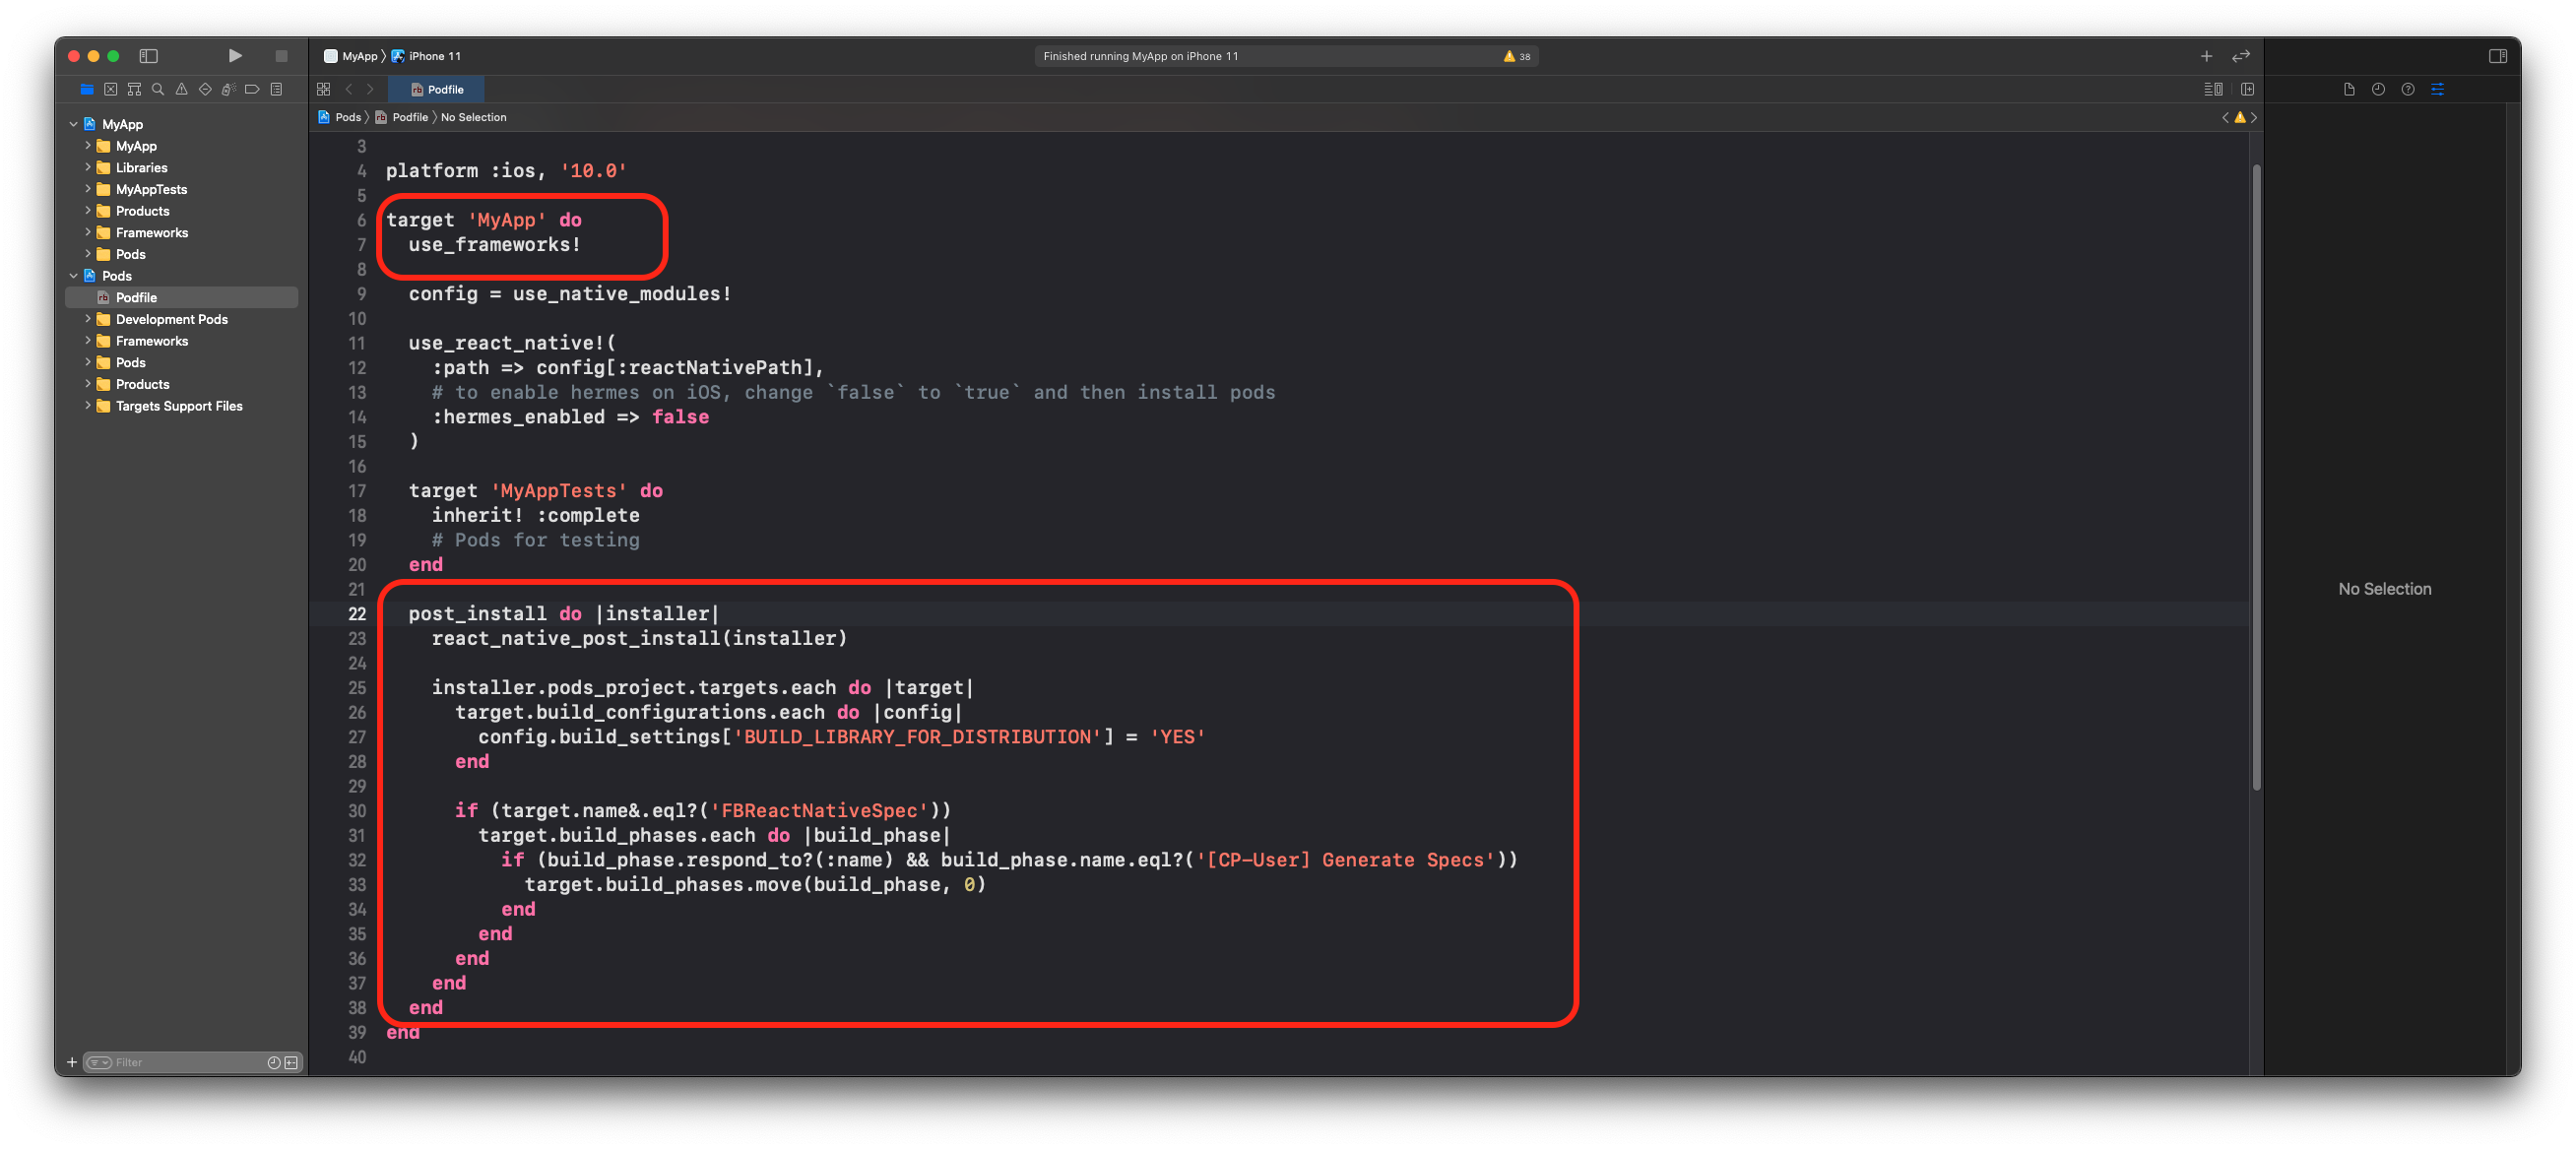 MyApp
iPhone 11
Finished running MyApp on iPhone 11
38
Podfile
Pods
Podfile
No Selection
MyApp
MyApp
Libraries
MyAppTests
Products
Frameworks
Pods
Pods
Podfile
Development Pods
Frameworks
Pods
Products
Targets Support Files
Filter
3
4 platform :ios, '10.0'
5
6 target 'MyApp' do
7   use_frameworks!
8
9   config = use_native_modules!
10
11   use_react_native!(
12     :path => config[:reactNativePath],
13     # to enable hermes on iOS, change `false` to `true` and then install pods
14     :hermes_enabled => false
15   )
16
17   target 'MyAppTests' do
18     inherit! :complete
19     # Pods for testing
20   end
21
22   post_install do |installer|
23     react_native_post_install(installer)
24
25     installer.pods_project.targets.each do |target|
26       target.build_configurations.each do |config|
27         config.build_settings['BUILD_LIBRARY_FOR_DISTRIBUTION'] = 'YES'
28       end
29
30       if (target.name&.eql?('FBReactNativeSpec'))
31         target.build_phases.each do |build_phase|
32           if (build_phase.respond_to?(:name) && build_phase.name.eql?('[CP-User] Generate Specs'))
33             target.build_phases.move(build_phase, 0)
34           end
35         end
36       end
37     end
38   end
39 end
40
No Selection